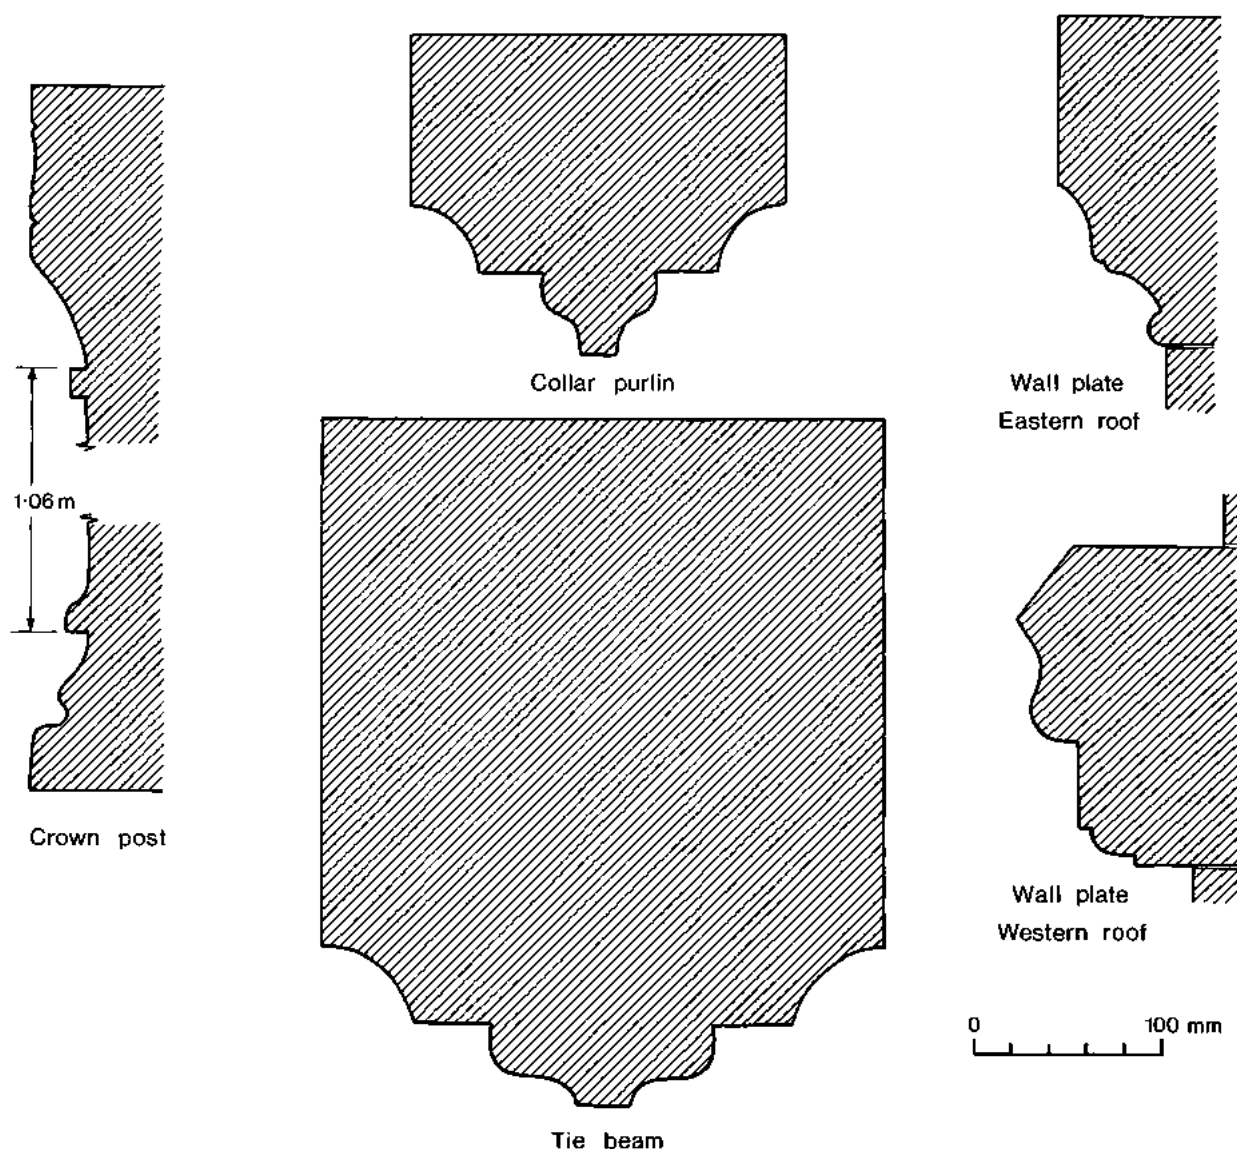 Collar purlin
Wall plate
Eastern roof
1·06 m
Crown post
Wall plate
Western roof
0 100 mm
Tie beam